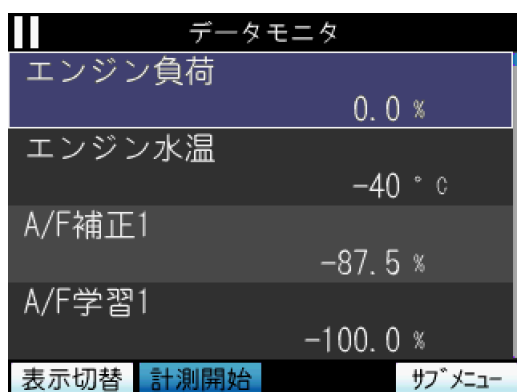 データモニタ
エンジン負荷
0.0 %
エンジン水温
-40 °C
A/F補正1
-87.5 %
A/F学習1
-100.0 %
表示切替 計測開始 サブメニュー